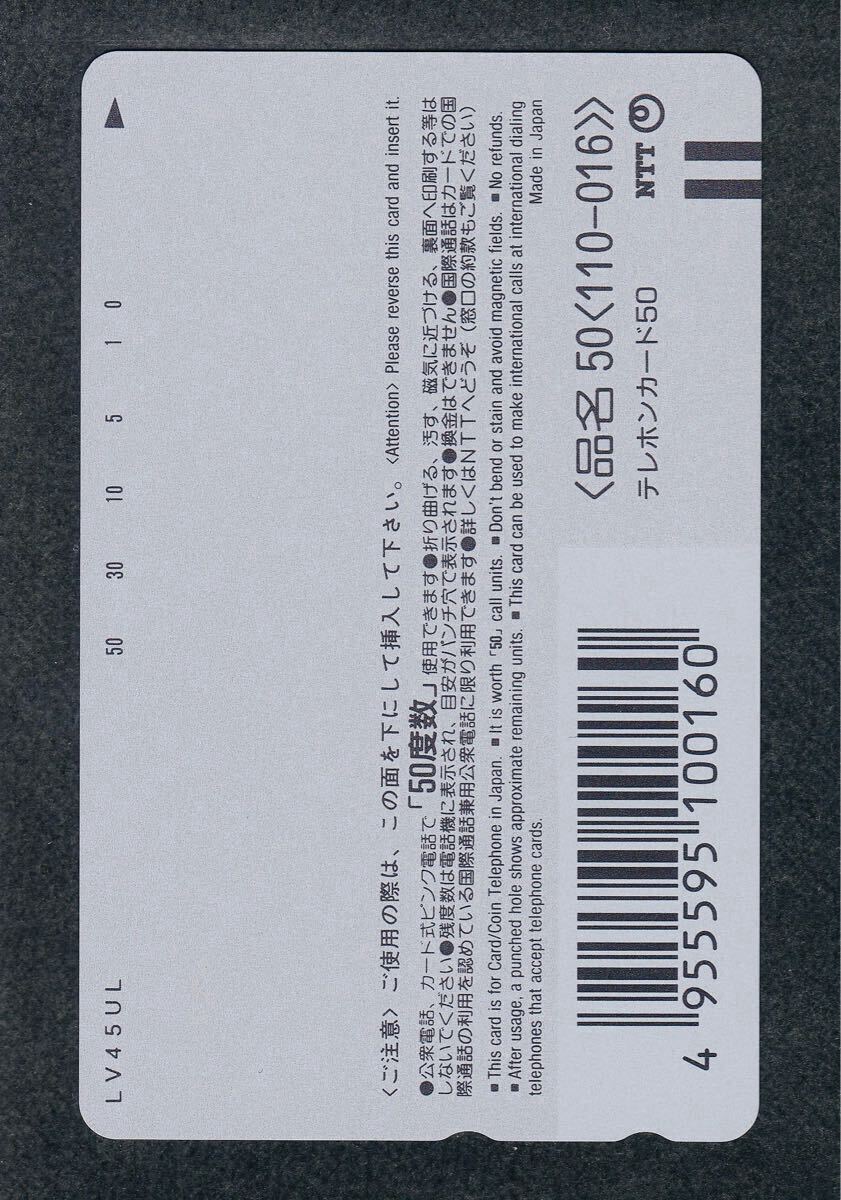 LV45UL 50 30 10 5 1 0
〈ご注意〉ご使用の際は、この面を下にして挿入して下さい。〈Attention〉Please reverse this card and insert it.
●公衆電話、カード式ピンク電話で「50度数」使用できます●折り曲げる、汚す、磁気に近づける、裏面へ印刷する等は
しないでください●残度数は電話機に表示され、目安がパンチ穴で表示されます●換金はできません●国際通話はカードでの国
際通話の利用を認めている国際通話兼用公衆電話に限り利用できます●詳しくはNTTへどうぞ(窓口の約款もご覧ください)
■This card is for Card/Coin Telephone in Japan. ■It is worth「50」call units. ■Don't bend or stain and avoid magnetic fields. ■No refunds.
■After usage, a punched hole shows approximate remaining units. ■This card can be used to make international calls at international dialing
telephones that accept telephone cards. Made in Japan
〈品名 50〈110-016〉〉
テレホンカード50
NTT
4 955595 100160